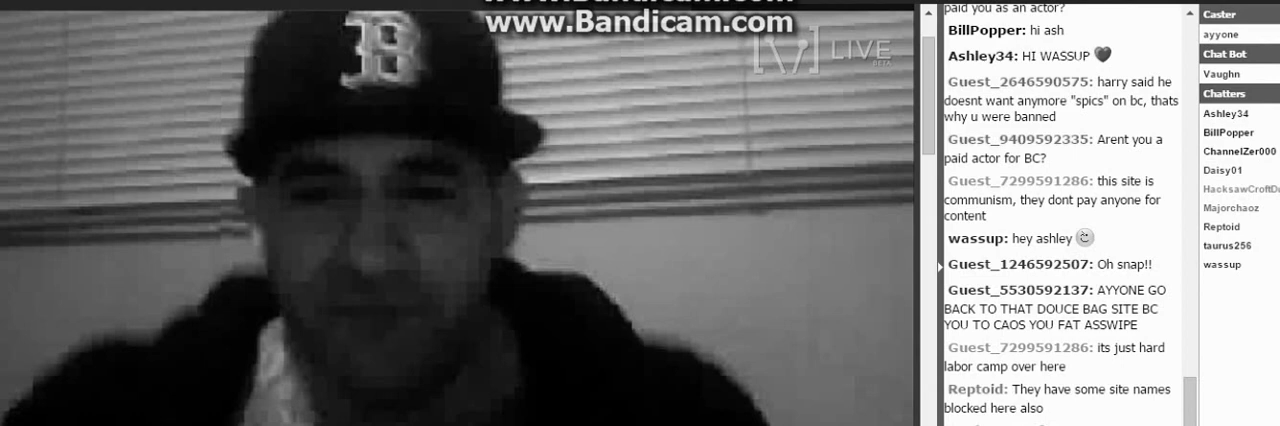 www.Bandicam.com
www.Bandicam.com
B
[\/] LIVE
BETA
paid you as an actor?
BillPopper: hi ash
Ashley34: HI WASSUP
Guest_2646590575: harry said he
doesnt want anymore "spics" on bc, thats
why u were banned
Guest_9409592335: Arent you a
paid actor for BC?
Guest_7299591286: this site is
communism, they dont pay anyone for
content
wassup: hey ashley
Guest_1246592507: Oh snap!!
Guest_5530592137: AYYONE GO
BACK TO THAT DOUCE BAG SITE BC
YOU TO CAOS YOU FAT ASSWIPE
Guest_7299591286: its just hard
labor camp over here
Reptoid: They have some site names
blocked here also
Caster
ayyone
Chat Bot
Vaughn
Chatters
Ashley34
BillPopper
ChannelZer000
Daisy01
HacksawCroftD
Majorchaoz
Reptoid
taurus256
wassup